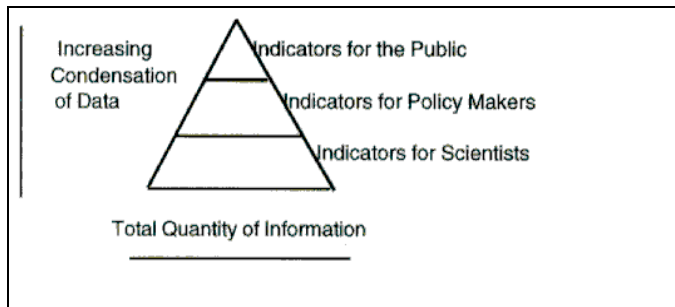 Increasing
Condensation
of Data
Indicators for the Public
Indicators for Policy Makers
Indicators for Scientists
Total Quantity of Information